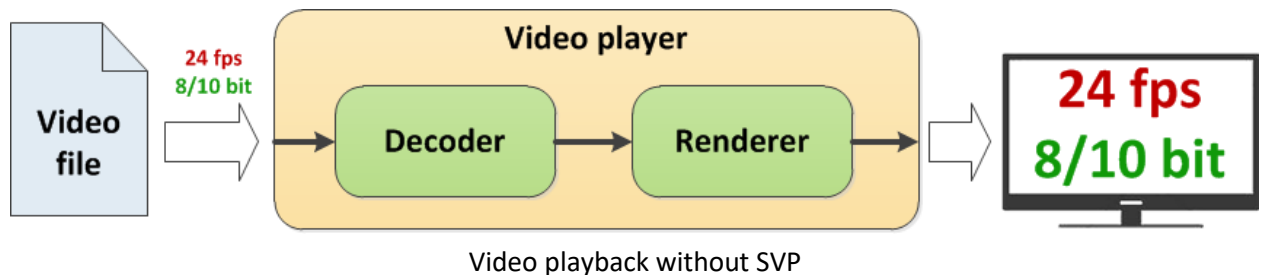 Video
file
24 fps
8/10 bit
Video player
Decoder
Renderer
24 fps
8/10 bit
Video playback without SVP